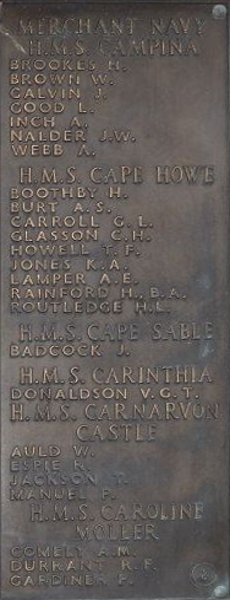 MERCHANT NAVY
H.M.S. CAMPINA
BROOKES H.
BROWN W.
GALVIN J.
GOOD L.
INCH A.
NALDER J.W.
WEBB A.
H.M.S. CAPE HOWE
BOOTHBY H.
BURT A.S.
CARROLL G.L.
GLASSON C.H.
HOWELL T.F.
JONES K.A.
LAMPER A.E.
RAINFORD H., B.A.
ROUTLEDGE H.L.
H.M.S. CAPE SABLE
BADCOCK J.
H.M.S. CARINTHIA
DONALDSON V.G.T.
H.M.S. CARNARVON
CASTLE
AULD W.
ESPIE R.
JACKSON T.
MANUEL F.
H.M.S. CAROLINE
MOLLER
COMELY A.M.
DURRANT R.F.
GARDINER F.